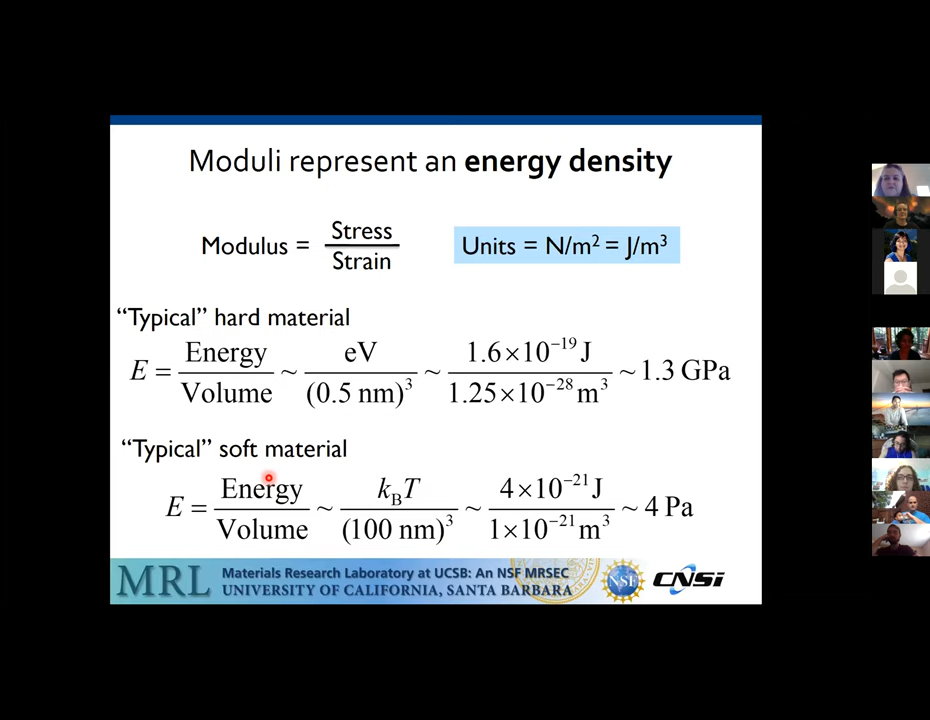 Moduli represent an energy density
Modulus = Stress / Strain
Units = N/m² = J/m³
“Typical” hard material
E = Energy / Volume ~ eV / (0.5 nm)³ ~ 1.6×10⁻¹⁹ J / 1.25×10⁻²⁸ m³ ~ 1.3 GPa
“Typical” soft material
E = Energy / Volume ~ k_B T / (100 nm)³ ~ 4×10⁻²¹ J / 1×10⁻²¹ m³ ~ 4 Pa
MRL
Materials Research Laboratory at UCSB: An NSF MRSEC
UNIVERSITY OF CALIFORNIA, SANTA BARBARA
NSF
CNSi